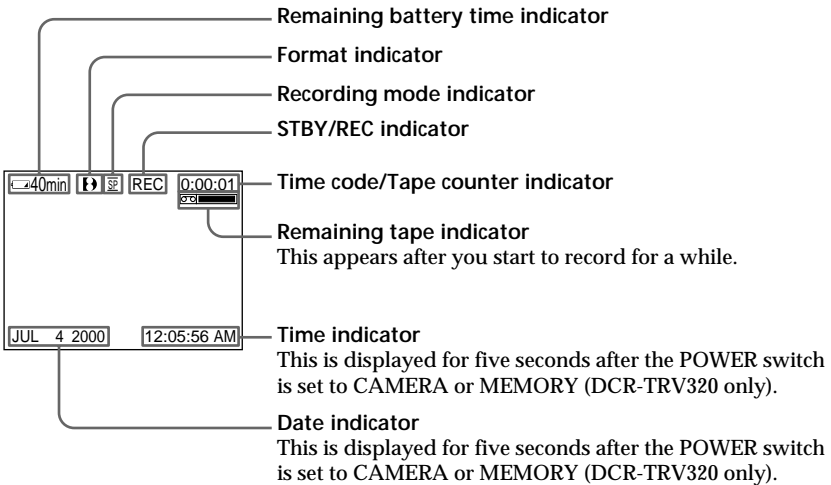 Remaining battery time indicator
Format indicator
Recording mode indicator
STBY/REC indicator
40min SP REC 0:00:01
Time code/Tape counter indicator
Remaining tape indicator
This appears after you start to record for a while.
JUL 4 2000 12:05:56 AM
Time indicator
This is displayed for five seconds after the POWER switch
is set to CAMERA or MEMORY (DCR-TRV320 only).
Date indicator
This is displayed for five seconds after the POWER switch
is set to CAMERA or MEMORY (DCR-TRV320 only).